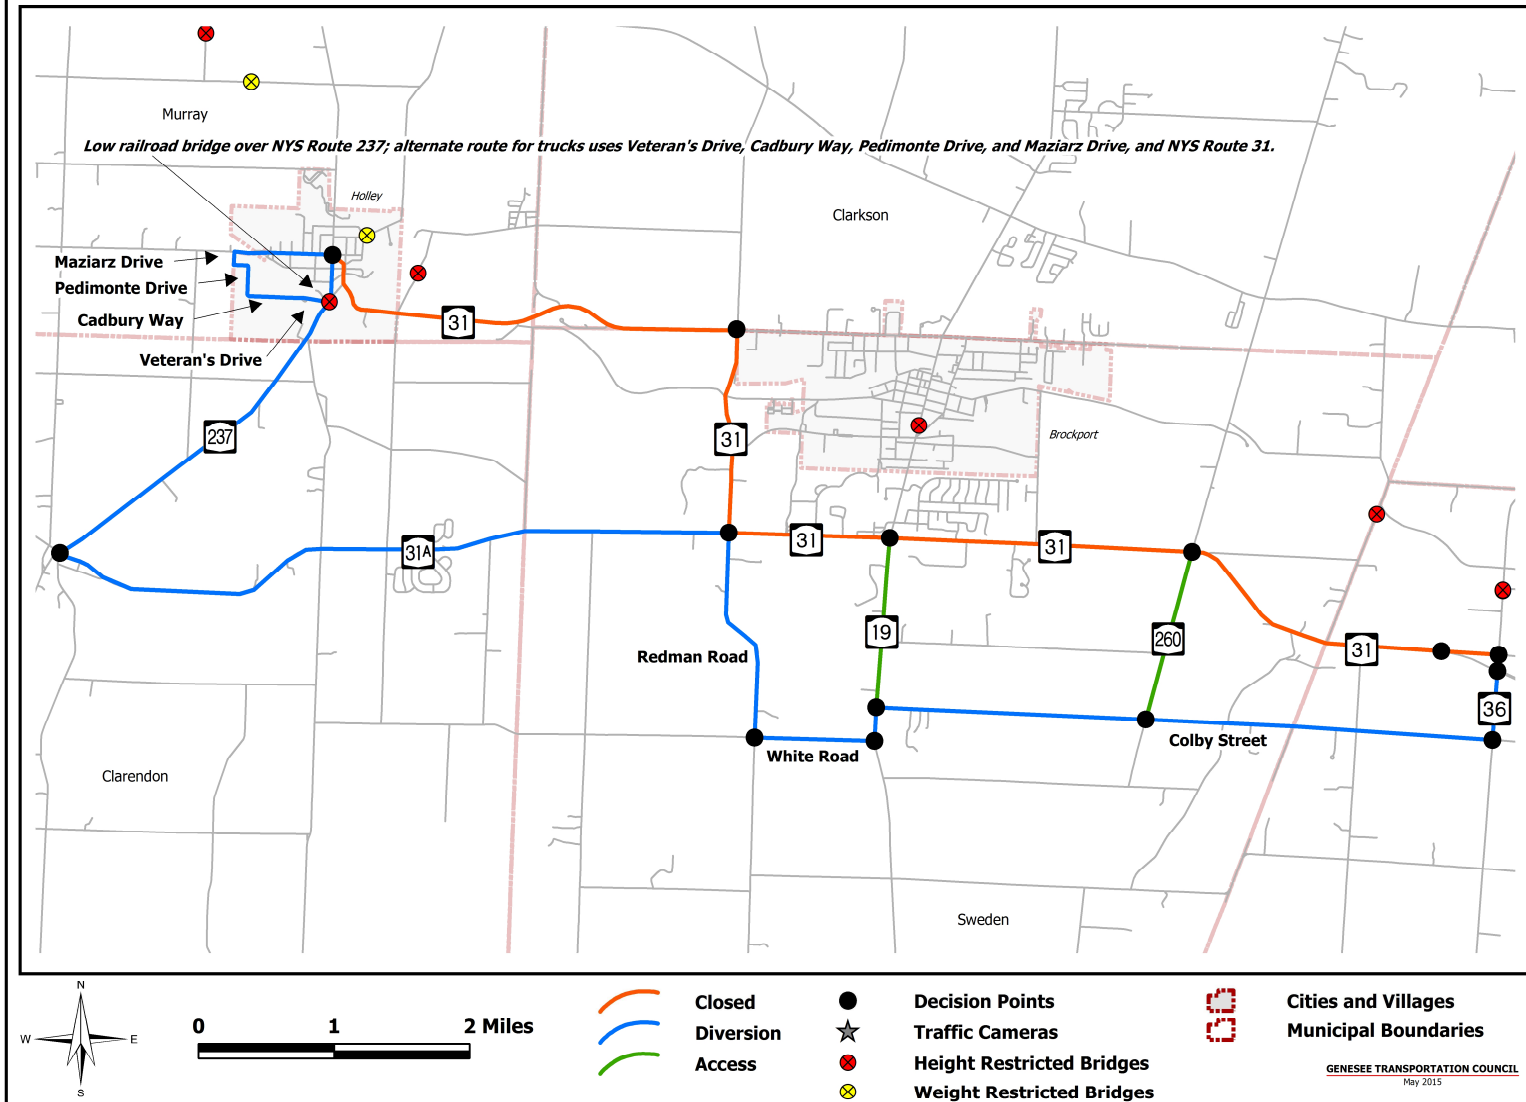 Murray
Low railroad bridge over NYS Route 237; alternate route for trucks uses Veteran's Drive, Cadbury Way, Pedimonte Drive, and Maziarz Drive, and NYS Route 31.
Holley
Clarkson
Maziarz Drive
Pedimonte Drive
Cadbury Way
31
Veteran's Drive
237
31
Brockport
31A
31
31
19
260
Redman Road
31
36
White Road
Colby Street
Clarendon
Sweden
N
W
E
S
0 1 2 Miles
Closed
Diversion
Access
Decision Points
Traffic Cameras
Height Restricted Bridges
Weight Restricted Bridges
Cities and Villages
Municipal Boundaries
GENESEE TRANSPORTATION COUNCIL
May 2015